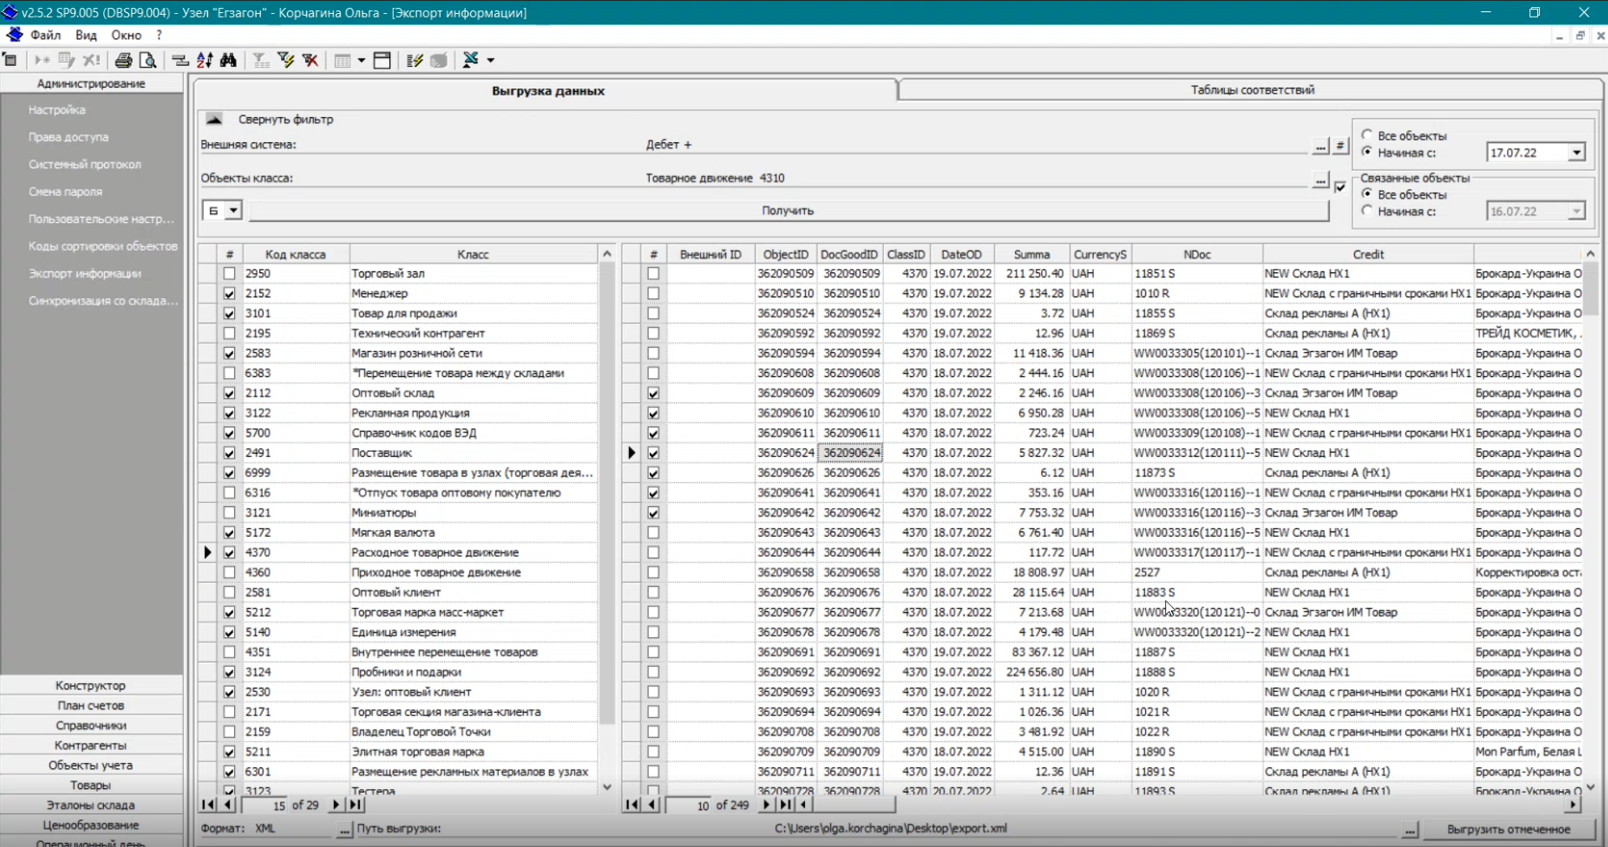 v2.5.2 SP9.005 (DBSP9.004) - Узел "Егзагон" - Корчагина Ольга - [Экспорт информации]
Файл Вид Окно ?
Администрирование
Настройка
Права доступа
Системный протокол
Смена пароля
Пользовательские настр...
Коды сортировки объектов
Экспорт информации
Синхронизация со склада...
Конструктор
План счетов
Справочники
Контрагенты
Объекты учета
Товары
Эталоны склада
Ценообразование
Операционный день
Выгрузка данных Таблицы соответствий
Свернуть фильтр
Внешняя система: Дебет + ... #
Объекты класса: Товарное движение 4310 ...
Б Получить
Все объекты
Начиная с: 17.07.22
Связанные объекты
Все объекты
Начиная с: 16.07.22
# Код класса Класс
2950 Торговый зал
2152 Менеджер
3101 Товар для продажи
2195 Технический контрагент
2583 Магазин розничной сети
6383 *Перемещение товара между складами
2112 Оптовый склад
3122 Рекламная продукция
5700 Справочник кодов ВЭД
2491 Поставщик
6999 Размещение товара в узлах (торговая дея...
6316 *Отпуск товара оптовому покупателю
3121 Миниатюры
5172 Мягкая валюта
4370 Расходное товарное движение
4360 Приходное товарное движение
2581 Оптовый клиент
5212 Торговая марка масс-маркет
5140 Единица измерения
4351 Внутреннее перемещение товаров
3124 Пробники и подарки
2530 Узел: оптовый клиент
2171 Торговая секция магазина-клиента
2159 Владелец Торговой Точки
5211 Элитная торговая марка
6301 Размещение рекламных материалов в узлах
3123 Тестера
15 of 29
# Внешний ID ObjectID DocGoodID ClassID DateOD Summa CurrencyS NDoc Credit
362090509 362090509 4370 19.07.2022 211 250.40 UAH 11851 S NEW Склад HX1 Брокард-Украина О
362090510 362090510 4370 19.07.2022 9 134.28 UAH 1010 R NEW Склад с граничными сроками HX1 Брокард-Украина О
362090524 362090524 4370 19.07.2022 3.72 UAH 11855 S Склад рекламы А (HX1) Брокард-Украина О
362090592 362090592 4370 19.07.2022 12.96 UAH 11869 S Склад рекламы А (HX1) ТРЕЙД КОСМЕТИК, .
362090594 362090594 4370 18.07.2022 11 418.36 UAH WW0033305(120101)--1 Склад Эгзагон ИМ Товар Брокард-Украина О
362090608 362090608 4370 18.07.2022 2 444.16 UAH WW0033308(120106)--1 NEW Склад с граничными сроками HX1 Брокард-Украина О
362090609 362090609 4370 18.07.2022 2 246.16 UAH WW0033308(120106)--3 Склад Эгзагон ИМ Товар Брокард-Украина О
362090610 362090610 4370 18.07.2022 6 950.28 UAH WW0033308(120106)--5 NEW Склад HX1 Брокард-Украина О
362090611 362090611 4370 18.07.2022 723.24 UAH WW0033309(120108)--1 NEW Склад с граничными сроками HX1 Брокард-Украина О
362090624 362090624 4370 18.07.2022 5 827.32 UAH WW0033312(120111)--5 NEW Склад HX1 Брокард-Украина О
362090626 362090626 4370 18.07.2022 6.12 UAH 11873 S Склад рекламы А (HX1) Брокард-Украина О
362090641 362090641 4370 18.07.2022 353.16 UAH WW0033316(120116)--1 NEW Склад с граничными сроками HX1 Брокард-Украина О
362090642 362090642 4370 18.07.2022 7 753.32 UAH WW0033316(120116)--3 Склад Эгзагон ИМ Товар Брокард-Украина О
362090643 362090643 4370 18.07.2022 6 761.40 UAH WW0033316(120116)--5 NEW Склад HX1 Брокард-Украина О
362090644 362090644 4370 18.07.2022 117.72 UAH WW0033317(120117)--1 NEW Склад с граничными сроками HX1 Брокард-Украина О
362090658 362090658 4370 18.07.2022 18 808.97 UAH 2527 Склад рекламы А (HX1) Корректировка ост.
362090676 362090676 4370 18.07.2022 28 115.64 UAH 11883 S NEW Склад HX1 Брокард-Украина О
362090677 362090677 4370 18.07.2022 7 213.68 UAH WW0033320(120121)--0 Склад Эгзагон ИМ Товар Брокард-Украина О
362090678 362090678 4370 18.07.2022 4 179.48 UAH WW0033320(120121)--2 NEW Склад HX1 Брокард-Украина О
362090691 362090691 4370 19.07.2022 83 367.12 UAH 11887 S NEW Склад HX1 Брокард-Украина О
362090692 362090692 4370 19.07.2022 224 656.80 UAH 11888 S NEW Склад HX1 Брокард-Украина О
362090693 362090693 4370 19.07.2022 1 311.12 UAH 1020 R NEW Склад с граничными сроками HX1 Брокард-Украина О
362090694 362090694 4370 19.07.2022 1 026.36 UAH 1021 R NEW Склад с граничными сроками HX1 Брокард-Украина О
362090708 362090708 4370 19.07.2022 3 481.92 UAH 1022 R NEW Склад с граничными сроками HX1 Брокард-Украина О
362090709 362090709 4370 18.07.2022 4 515.00 UAH 11890 S NEW Склад HX1 Mon Parfum, Белая
362090711 362090711 4370 19.07.2022 12.36 UAH 11891 S Склад рекламы А (HX1) Брокард-Украина О
362090728 362090728 4370 20.07.2022 2.64 UAH 11893 S Склад рекламы А (HX1) Брокард-Украина О
10 of 249
Формат: XML ... Путь выгрузки: C:\Users\olga.korchagina\Desktop\export.xml ... Выгрузить отмеченное